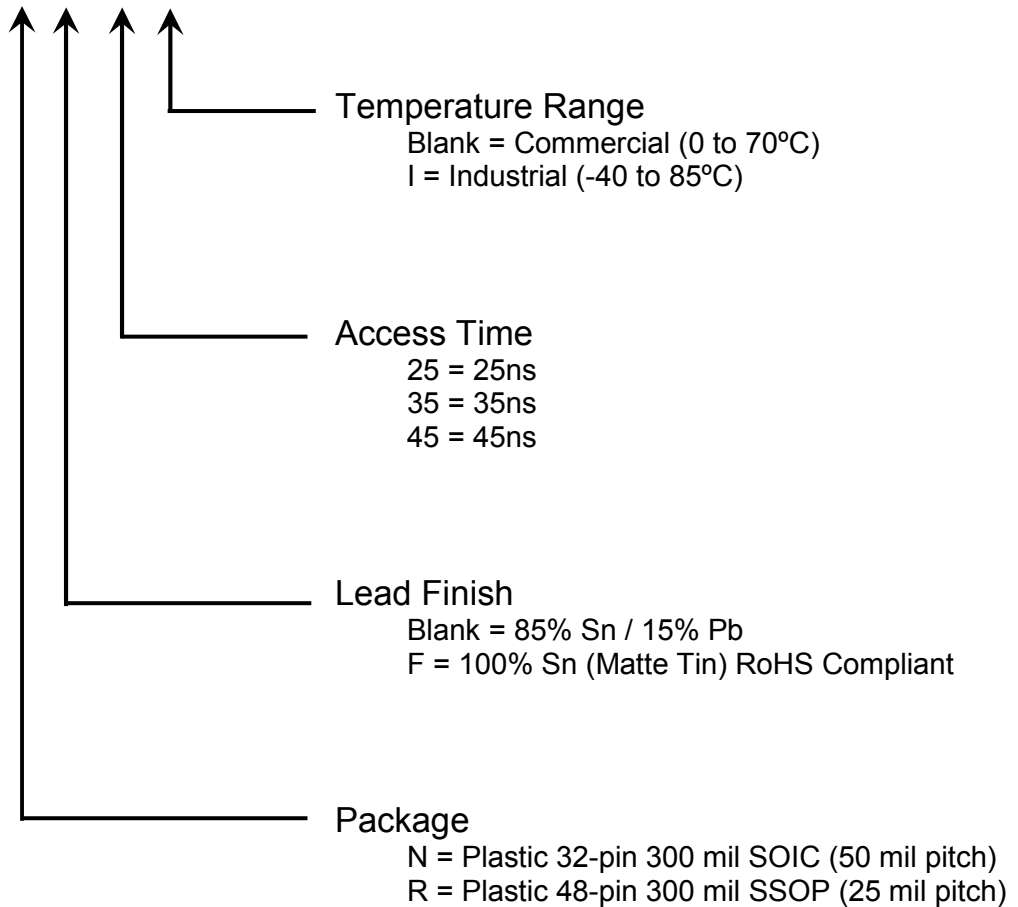 Temperature Range
Blank = Commercial (0 to 70ºC)
I = Industrial (-40 to 85ºC)
Access Time
25 = 25ns
35 = 35ns
45 = 45ns
Lead Finish
Blank = 85% Sn / 15% Pb
F = 100% Sn (Matte Tin) RoHS Compliant
Package
N = Plastic 32-pin 300 mil SOIC (50 mil pitch)
R = Plastic 48-pin 300 mil SSOP (25 mil pitch)